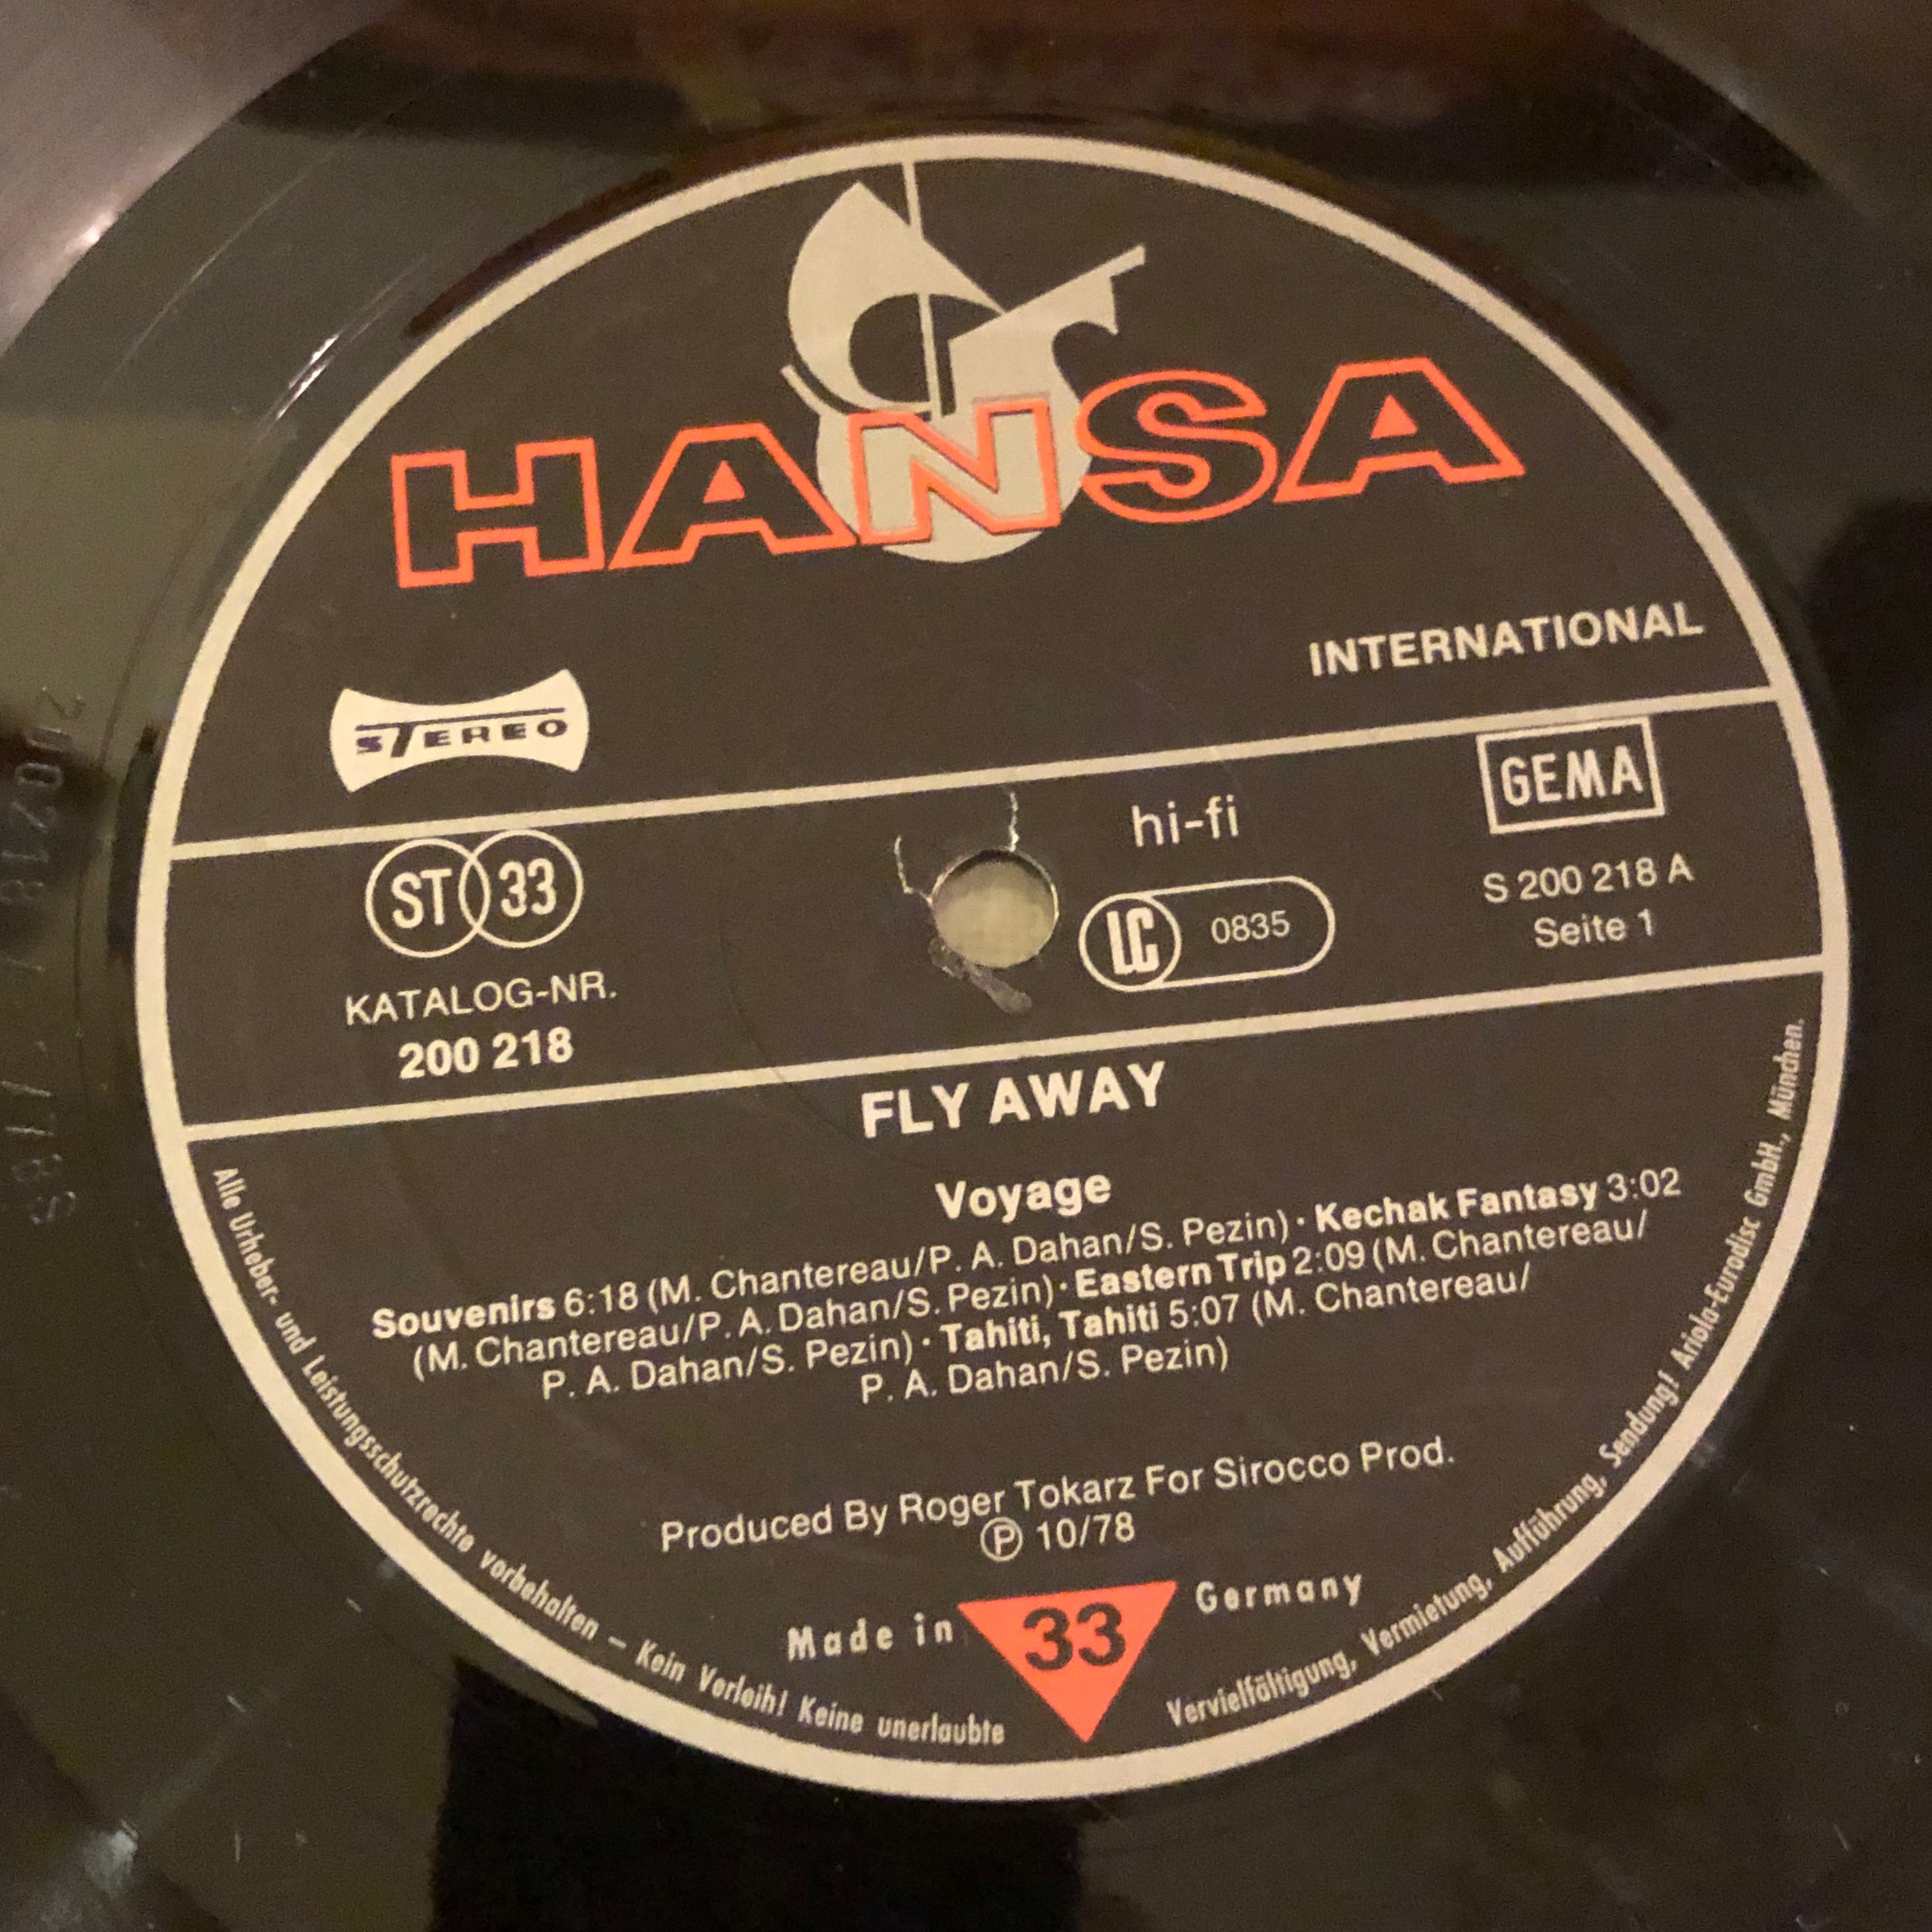 HANSA
INTERNATIONAL
STEREO
ST 33
hi-fi
GEMA
LC 0835
S 200 218 A
Seite 1
KATALOG-NR.
200 218
FLY AWAY
Voyage
Souvenirs 6:18 (M. Chantereau/P. A. Dahan/S. Pezin) · Kechak Fantasy 3:02
(M. Chantereau/P. A. Dahan/S. Pezin) · Eastern Trip 2:09 (M. Chantereau/
P. A. Dahan/S. Pezin) · Tahiti, Tahiti 5:07 (M. Chantereau/
P. A. Dahan/S. Pezin)
Produced By Roger Tokarz For Sirocco Prod.
Ⓟ 10/78
Made in 33 Germany
Alle Urheber- und Leistungsschutzrechte vorbehalten – Kein Verleih! Keine unerlaubte Vervielfältigung, Vermietung, Aufführung, Sendung! Ariola-Eurodisc GmbH., München.